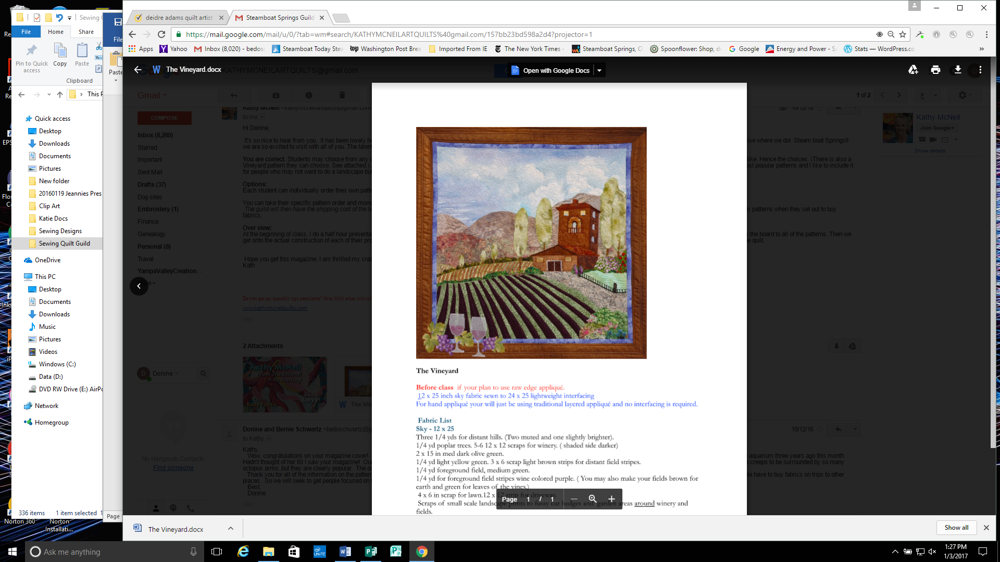 Sewing
File
Home
Share
Pin to Quick
access
Copy
Paste
Clipboard
File
Paste
This P
Quick access
Desktop
Downloads
Documents
Pictures
New folder
20160119 Jeannies Pres
Clip Art
Katie Docs
Sewing Designs
Sewing Quilt Guild
OneDrive
This PC
Desktop
Documents
Downloads
Music
Pictures
Videos
Windows (C:)
Data (D:)
DVD RW Drive (E:) AirPo
Network
Homegroup
336 items 1 item selected
Page
Norton 360
Norton
Installati...
deidre adams quilt artist
Steamboat Springs Guild
https://mail.google.com/mail/u/0/?tab=wm#search/KATHYMCNEILARTQUILTS%40gmail.com/157bb23bd598a2d4?projector=1
Apps
Yahoo
Inbox (8,020) - bedos
Steamboat Today Stea
Washington Post Brea
Imported From IE
The New York Times -
Steamboat Springs, C
Spoonflower: Shop, d
Google
Energy and Power - S
Stats — WordPress.co
The Vineyard.docx
KATHYMCNEILARTQUILTS@gmail.com
Open with Google Docs
Gmail
1 of 2
COMPOSE
Inbox (8,280)
Starred
Important
Sent Mail
Drafts (37)
Dog sites
Embroidery (1)
Finance
Genealogy
Personal (8)
Travel
YampaValleyCreation...
Donine
No Hangouts Contacts
Find someone
Kathy McNeil <kathymcneilartquilts@gmail.com
10/12/16
to me
Hi Donine,
It's so nice to hear from you. It has been lovely h
ive where we do! Steam boat Springs!!
we are so excited to visit with all of you. The talent
You are correct. Students may choose from any o
like. Hence the choices. (There is also a
Vineyard pattern they can choose. See attached.)
ost popular patterns and I like to include it
for people who may not want to do a landscape bu
Options:
Each student can individually order their own patte
You can take their specific pattern order and mone
The guild will then have the shipping cost of the b
ir patterns when they set out to buy
fabrics.
Over view:
At the beginning of class, I do a half hour presenta
the board to all of the patterns. Then we
get onto the actual construction of each of their pro
e quilt.
Hope you get this magazine. I am thrilled my craz
Kath
Do you get my monthly tips newsletter? Over 3000 other subscri
www.kathymcneilquilts.com
2 Attachments
Kathy McNeil
From Traditional
to Fantasy
The Vin
Donine and Bernie Schwartz <bedoschwartz@g
10/12/16
to Kathy
Kathy,
Wow, congratulations on your magazine cover!
aquarium three years ago this month.
Hadn't thought of her till I saw your magazine! Ou
e creeps to be surrounded by so many
octopus arms..but they are clearly popular. The or
Thank you for all of the information on the pattern
le have to buy fabrics on trips to other
places. So we will seek to get people focused on
Best,
Donine
Kathy McNeil
Join Google+
Show details
The Vineyard
Before class if your plan to use raw edge appliqué.
12 x 25 inch sky fabric sewn to 24 x 25 lightweight interfacing
For hand appliqué your will just be using traditional layered appliqué and no interfacing is required.
Fabric List
Sky - 12 x 25
Three 1/4 yds for distant hills. (Two muted and one slightly brighter).
1/4 yd poplar trees. 5-6 12 x 12 scraps for winery. ( shaded side darker)
2 x 15 in med dark olive green.
1/4 yd light yellow green. 3 x 6 scrap light brown strips for distant field stripes.
1/4 yd foreground field, medium green.
1/4 yd for foreground field stripes wine colored purple. ( You may also make your fields brown for
earth and green for leaves of the vines.)
4 x 6 in scrap for lawn.12 x 12 strip for driveway.
Scraps of small scale landscape prints to fussy cut hedges and garden areas around winery and
fields.
Page 1 / 1
The Vineyard.docx
Show all
Ask me anything
UNITE
1:27 PM
1/3/2017